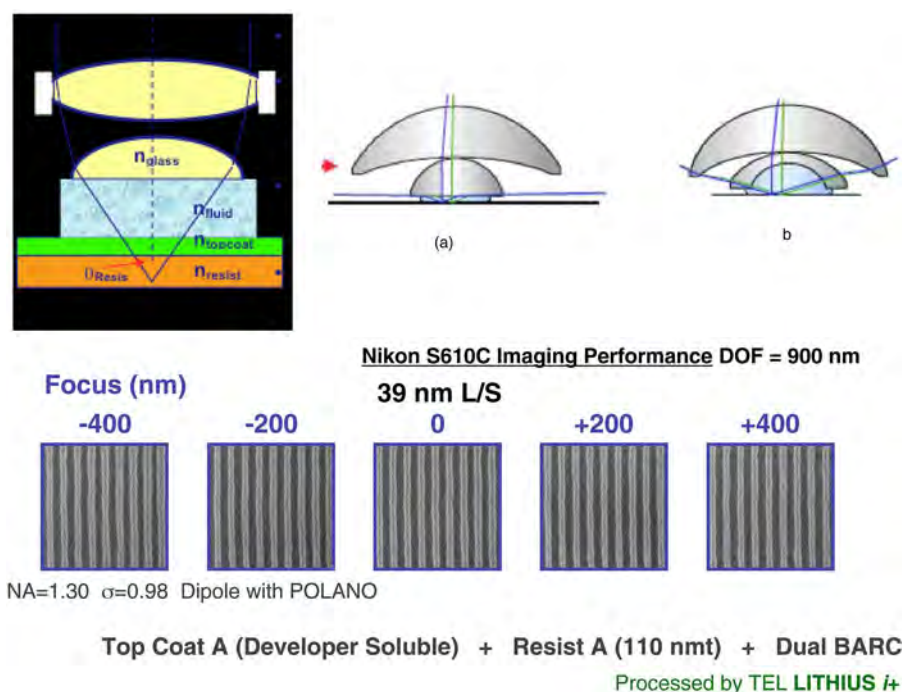 nglass
nfluid
ntopcoat
θResis
nresist
(a)
b
Nikon S610C Imaging Performance DOF = 900 nm
Focus (nm)
39 nm L/S
-400 -200 0 +200 +400
NA=1.30 σ=0.98 Dipole with POLANO
Top Coat A (Developer Soluble) + Resist A (110 nmt) + Dual BARC
Processed by TEL LITHIUS i+